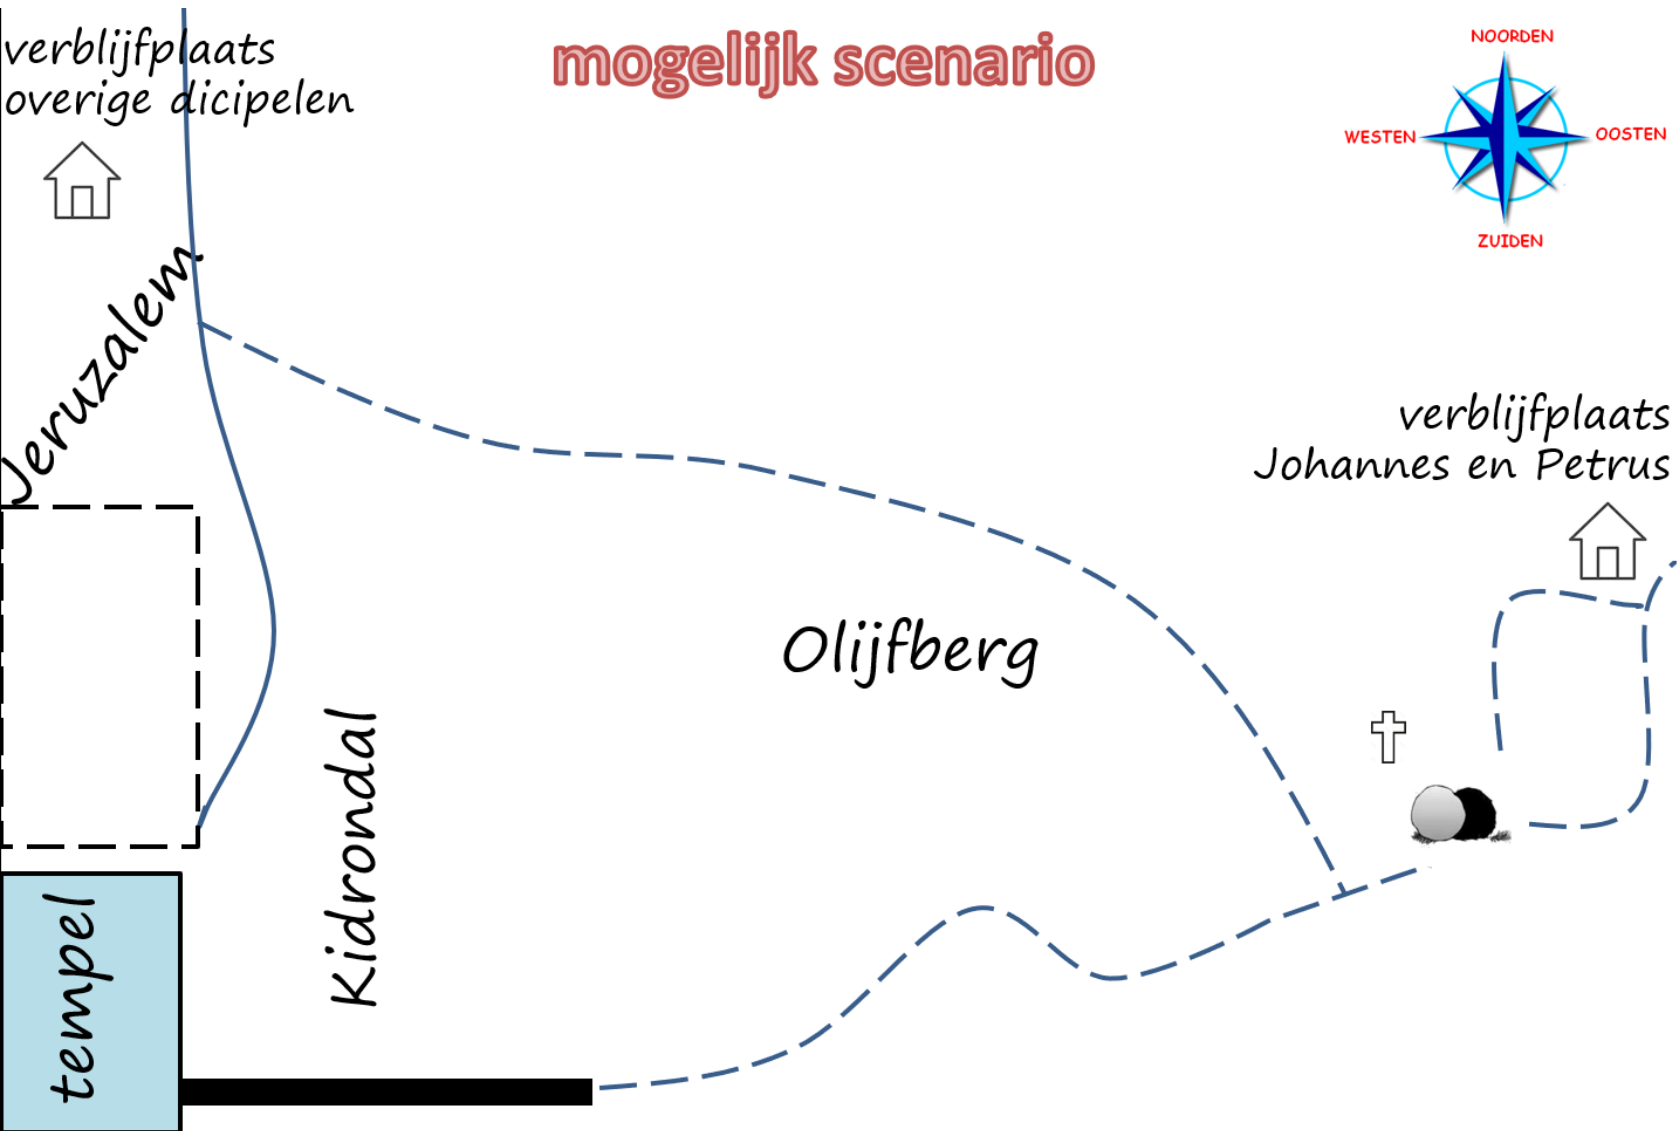 mogelijk scenario
verblijfplaats
overige dicipelen
NOORDEN
WESTEN
OOSTEN
ZUIDEN
Jeruzalem
verblijfplaats
Johannes en Petrus
Olijfberg
Kidrondal
tempel